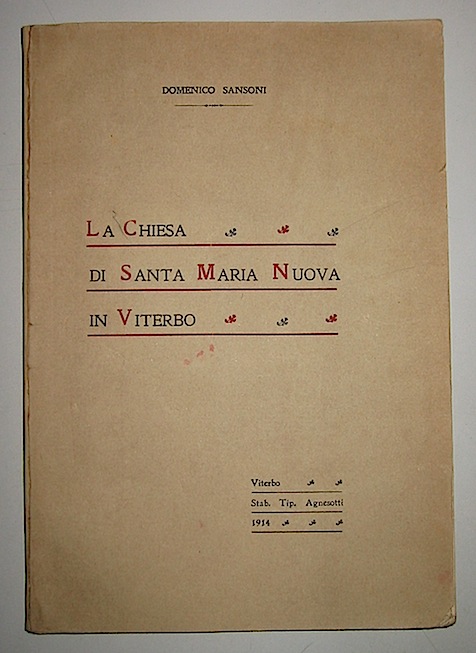 DOMENICO SANSONI
LA CHIESA
DI SANTA MARIA NUOVA
IN VITERBO
Viterbo
Stab. Tip. Agnesotti
1914